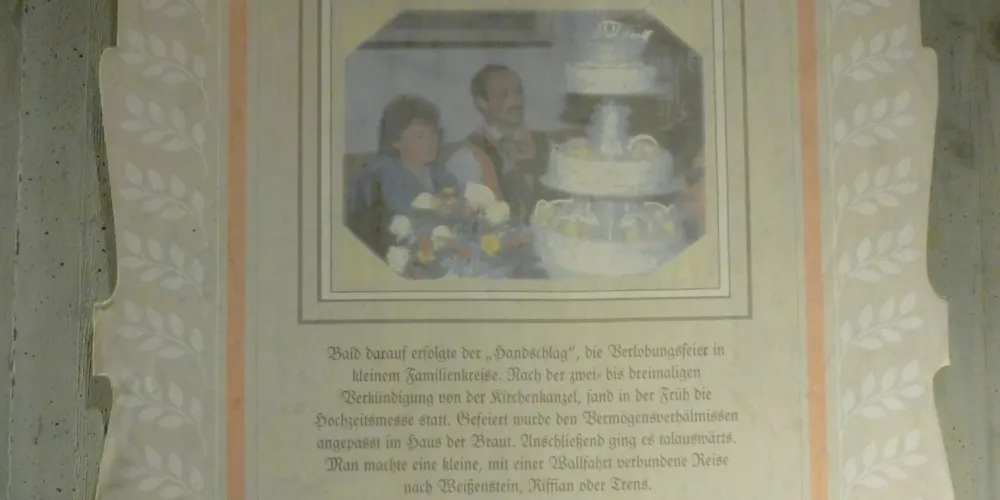 Bald darauf erfolgte der „Handschlag“, die Verlobungsfeier in
kleinem Familienkreise. Nach der zwei- bis dreimaligen
Verkündigung von der Kirchenkanzel, fand in der Früh die
Hochzeitsmesse statt. Gefeiert wurde den Vermögensverhältnissen
angepasst im Haus der Braut. Anschließend ging es talauswärts.
Man machte eine kleine, mit einer Wallfahrt verbundene Reise
nach Weißenstein, Riffian oder Trens.